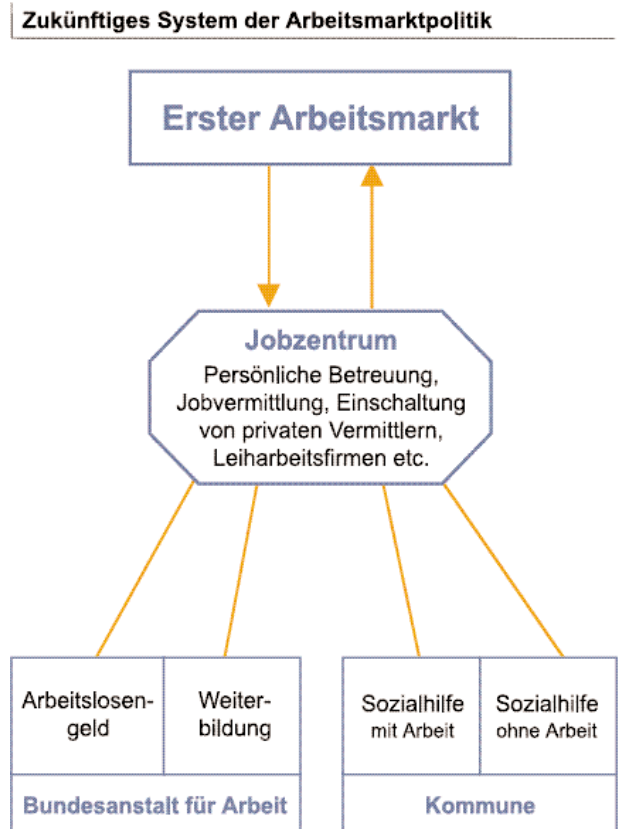 Zukünftiges System der Arbeitsmarktpolitik
Erster Arbeitsmarkt
Jobzentrum
Persönliche Betreuung,
Jobvermittlung, Einschaltung
von privaten Vermittlern,
Leiharbeitsfirmen etc.
Arbeitslosen-
geld
Weiter-
bildung
Bundesanstalt für Arbeit
Sozialhilfe
mit Arbeit
Sozialhilfe
ohne Arbeit
Kommune